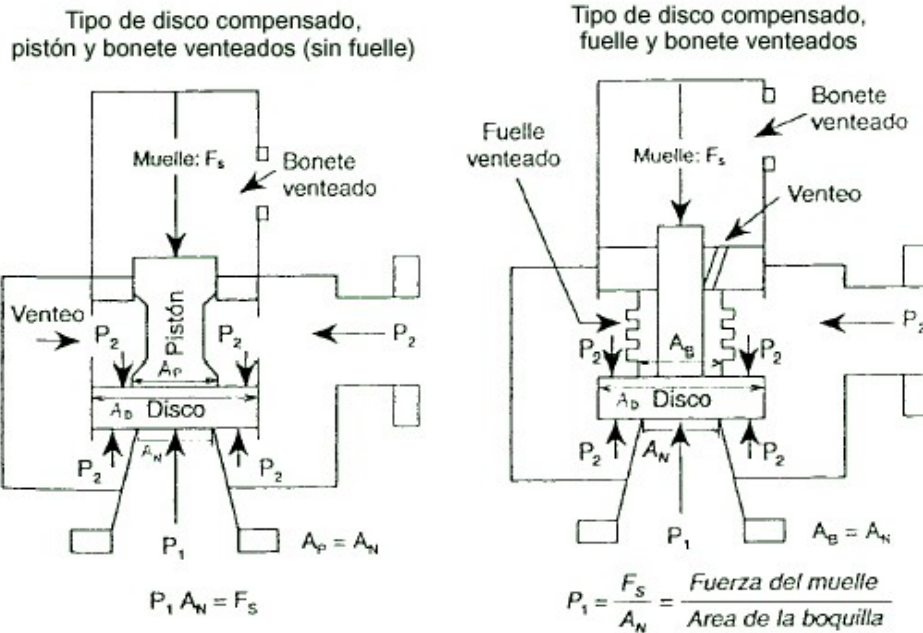 Tipo de disco compensado,
pistón y bonete venteados (sin fuelle)
Muelle: Fs
Bonete
venteado
Venteo
Pistón
P2
P2
P2
AP
AD Disco
AN
P2
P2
P1
AP = AN
P1 AN = FS
Tipo de disco compensado,
fuelle y bonete venteados
Fuelle
venteado
Muelle: Fs
Bonete
venteado
Venteo
P2
P2
P2
AB
AD Disco
AN
P2
P2
P1
AB = AN
P1 = FS / AN = Fuerza del muelle / Area de la boquilla